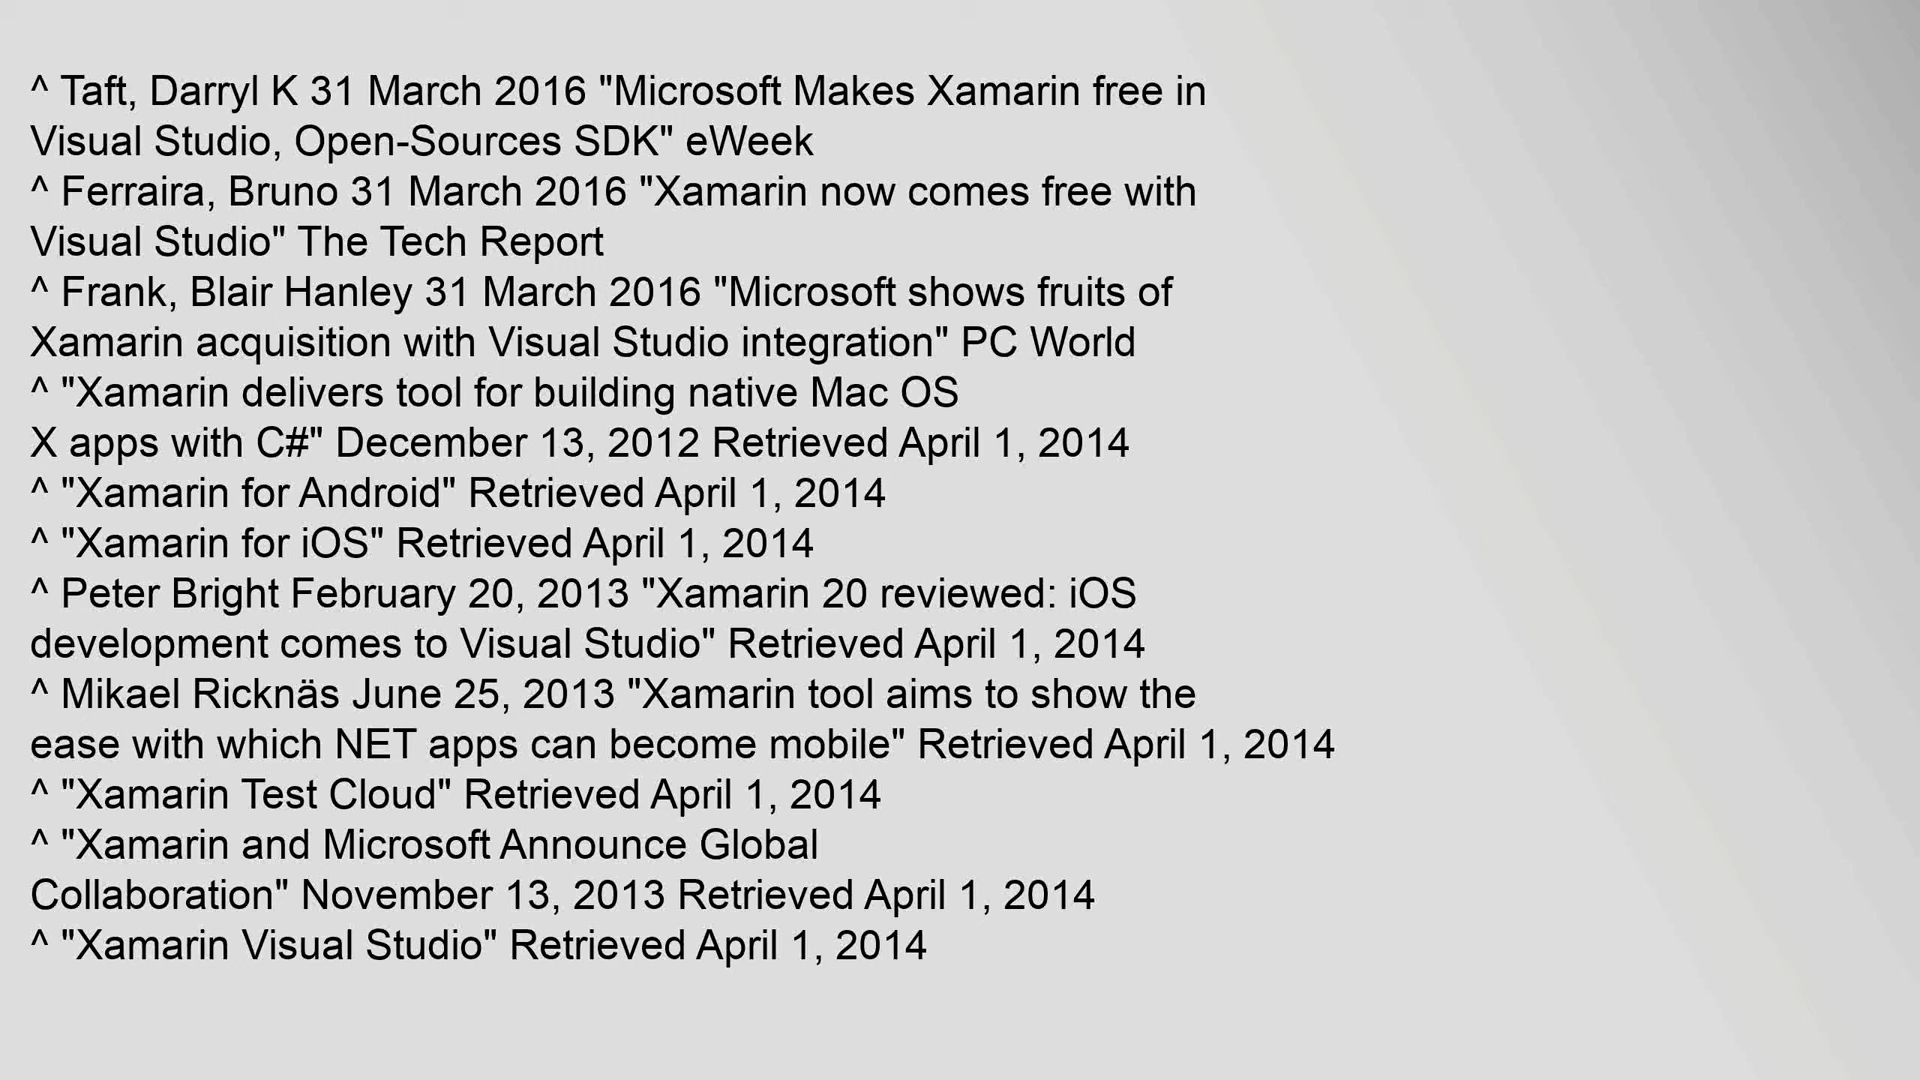 ^ Taft, Darryl K 31 March 2016 "Microsoft Makes Xamarin free in
Visual Studio, Open-Sources SDK" eWeek
^ Ferraira, Bruno 31 March 2016 "Xamarin now comes free with
Visual Studio" The Tech Report
^ Frank, Blair Hanley 31 March 2016 "Microsoft shows fruits of
Xamarin acquisition with Visual Studio integration" PC World
^ "Xamarin delivers tool for building native Mac OS
X apps with C#" December 13, 2012 Retrieved April 1, 2014
^ "Xamarin for Android" Retrieved April 1, 2014
^ "Xamarin for iOS" Retrieved April 1, 2014
^ Peter Bright February 20, 2013 "Xamarin 20 reviewed: iOS
development comes to Visual Studio" Retrieved April 1, 2014
^ Mikael Ricknäs June 25, 2013 "Xamarin tool aims to show the
ease with which NET apps can become mobile" Retrieved April 1, 2014
^ "Xamarin Test Cloud" Retrieved April 1, 2014
^ "Xamarin and Microsoft Announce Global
Collaboration" November 13, 2013 Retrieved April 1, 2014
^ "Xamarin Visual Studio" Retrieved April 1, 2014